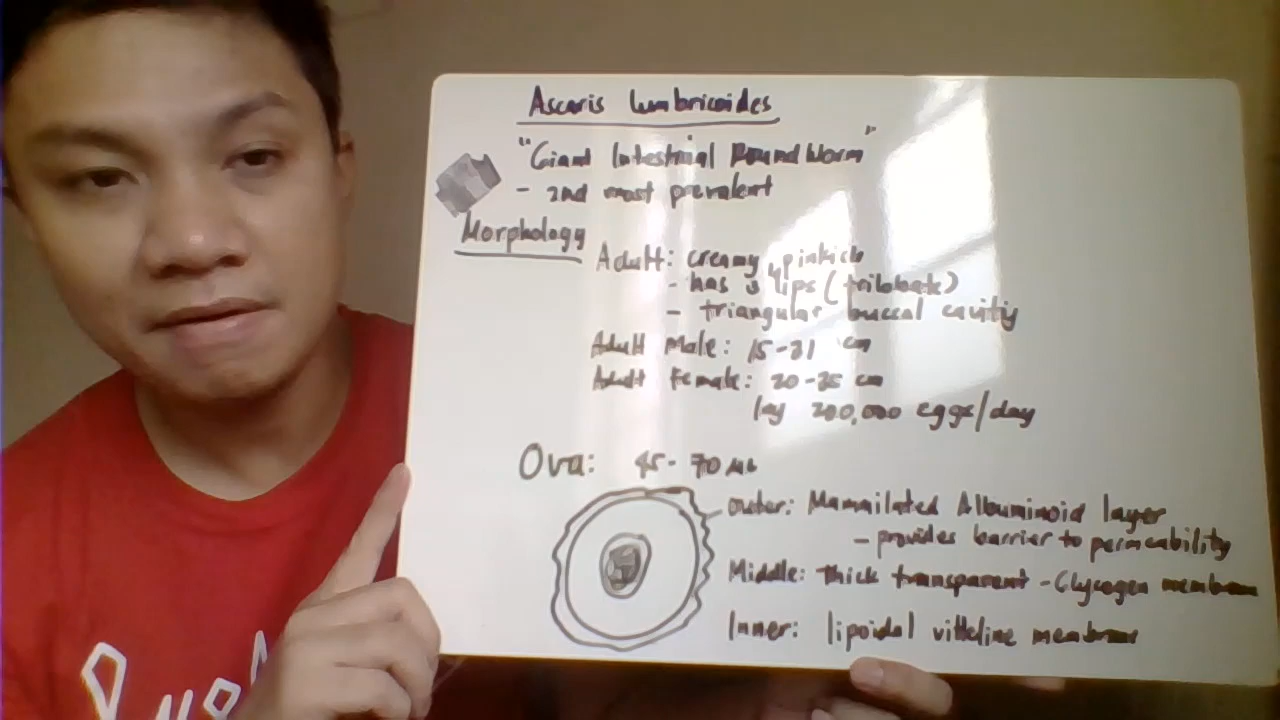 Ascaris lumbricoides
"Giant Intestinal Roundworm"
- 2nd most prevalent
Morphology
Adult: creamy, pinkish
- has 3 lips (trilobate)
- triangular buccal cavity
Adult Male: 15-31 cm
Adult Female: 20-35 cm
lay 200,000 eggs/day
Ova: 45-70
outer: Mammilated Albuminoid layer
- provides barrier to permeability
Middle: thick transparent - Glycogen membrane
Inner: lipoidal vitteline membrane